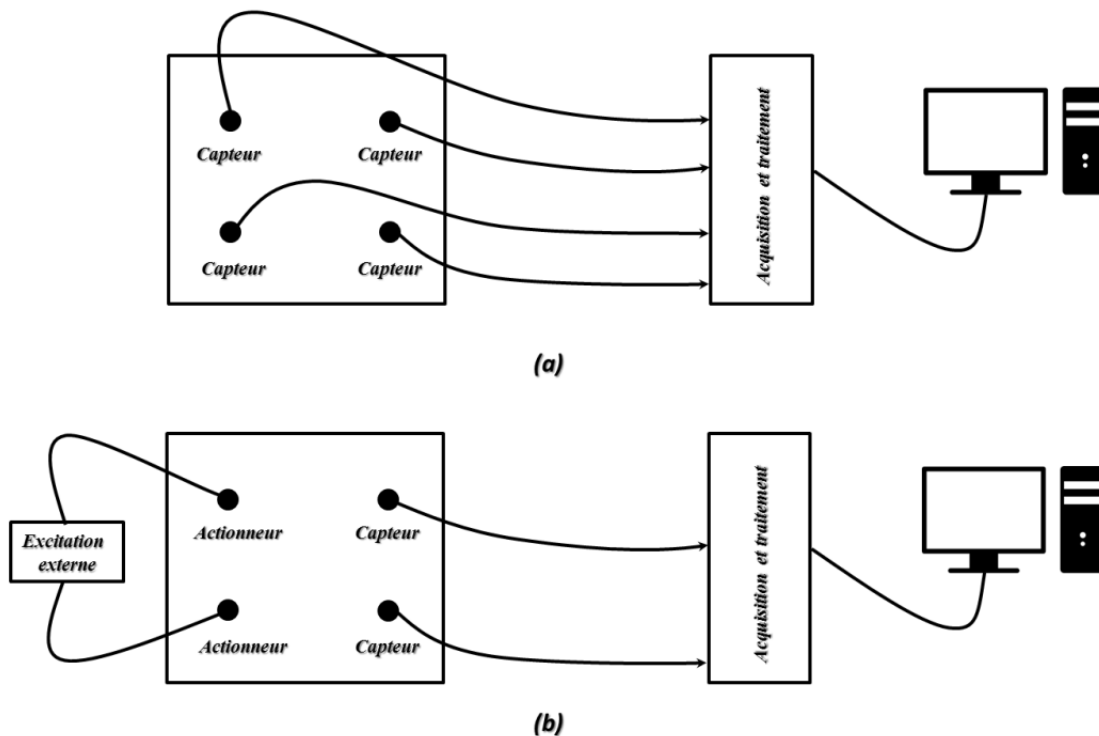 Capteur
Capteur
Capteur
Capteur
Acquisition et traitement
(a)
Excitation
externe
Actionneur
Capteur
Actionneur
Capteur
Acquisition et traitement
(b)